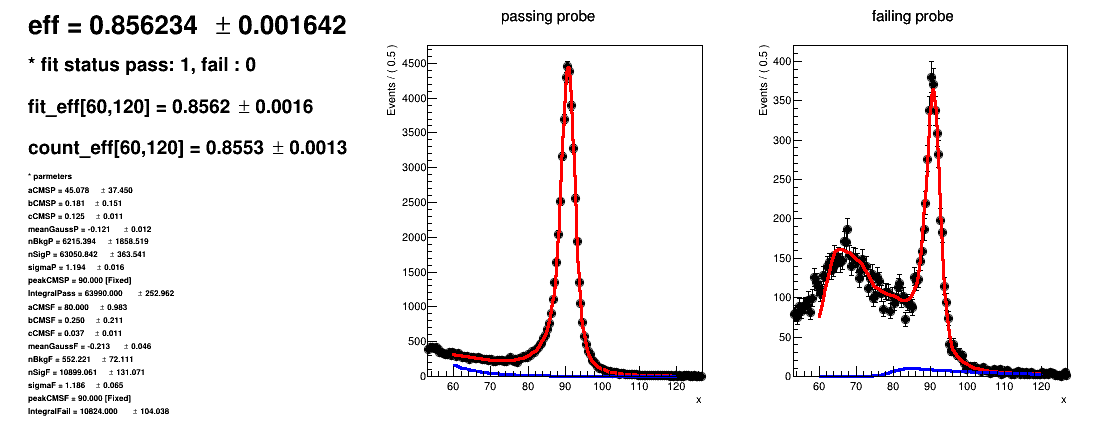 eff = 0.856234 ± 0.001642
* fit status pass: 1, fail : 0
fit_eff[60,120] = 0.8562 ± 0.0016
count_eff[60,120] = 0.8553 ± 0.0013
* parmeters
aCMSP = 45.078 ± 37.450
bCMSP = 0.181 ± 0.151
cCMSP = 0.125 ± 0.011
meanGaussP = -0.121 ± 0.012
nBkgP = 6215.394 ± 1858.519
nSigP = 63050.842 ± 363.541
sigmaP = 1.194 ± 0.016
peakCMSP = 90.000 [Fixed]
IntegralPass = 63990.000 ± 252.962
aCMSF = 80.000 ± 0.983
bCMSF = 0.250 ± 0.211
cCMSF = 0.037 ± 0.011
meanGaussF = -0.213 ± 0.046
nBkgF = 552.221 ± 72.111
nSigF = 10899.061 ± 131.071
sigmaF = 1.186 ± 0.065
peakCMSF = 90.000 [Fixed]
IntegralFail = 10824.000 ± 104.038
passing probe
Events / ( 0.5 )
4500
4000
3500
3000
2500
2000
1500
1000
500
0
60 70 80 90 100 110 120
x
failing probe
Events / ( 0.5 )
400
350
300
250
200
150
100
50
0
60 70 80 90 100 110 120
x